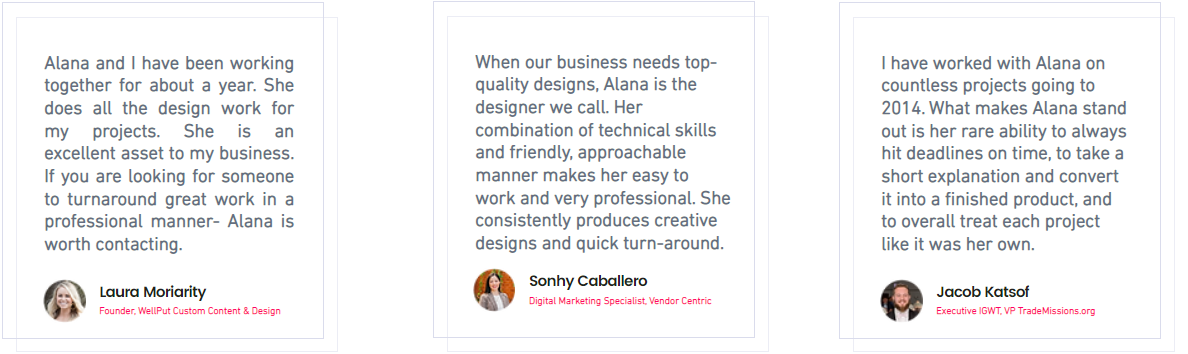 Alana and I have been working
together for about a year. She
does all the design work for
my projects. She is an
excellent asset to my business.
If you are looking for someone
to turnaround great work in a
professional manner- Alana is
worth contacting.
Laura Moriarity
Founder, WellPut Custom Content & Design
When our business needs top-
quality designs, Alana is the
designer we call. Her
combination of technical skills
and friendly, approachable
manner makes her easy to
work and very professional. She
consistently produces creative
designs and quick turn-around.
Sonhy Caballero
Digital Marketing Specialist, Vendor Centric
I have worked with Alana on
countless projects going to
2014. What makes Alana stand
out is her rare ability to always
hit deadlines on time, to take a
short explanation and convert
it into a finished product, and
to overall treat each project
like it was her own.
Jacob Katsof
Executive IGWT, VP TradeMissions.org